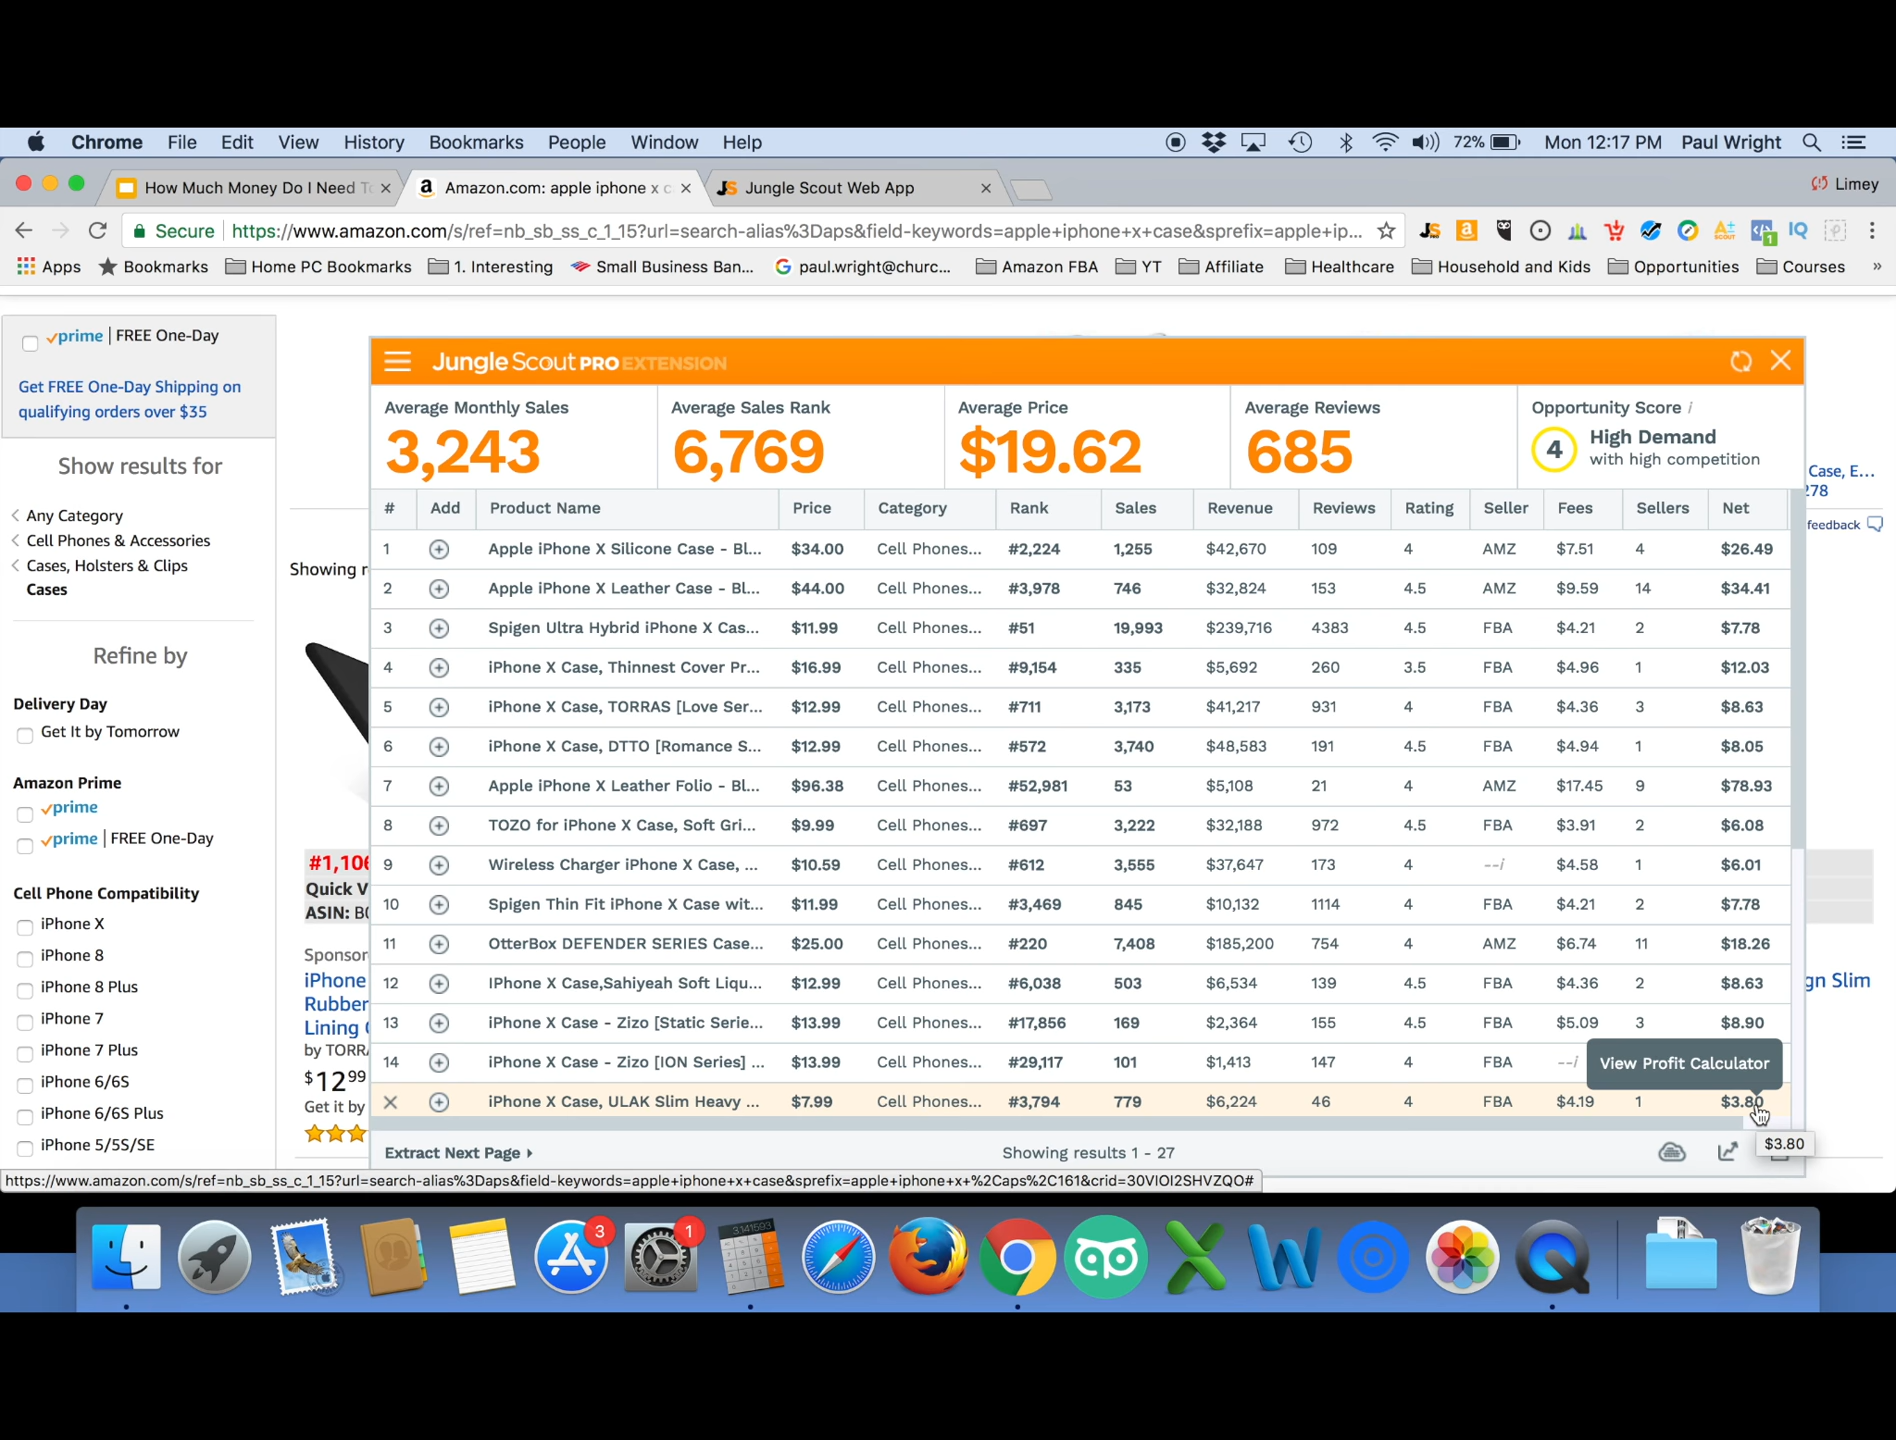 Chrome File Edit View History Bookmarks People Window Help 72% Mon 12:17 PM Paul Wright
How Much Money Do I Need T Amazon.com: apple iphone x c JS Jungle Scout Web App Limey
Secure https://www.amazon.com/s/ref=nb_sb_ss_c_1_15?url=search-alias%3Daps&field-keywords=apple+iphone+x+case&sprefix=apple+ip...
Apps Bookmarks Home PC Bookmarks 1. Interesting Small Business Ban... paul.wright@churc... Amazon FBA YT Affiliate Healthcare Household and Kids Opportunities Courses »
prime | FREE One-Day
Get FREE One-Day Shipping on
qualifying orders over $35
Show results for
Any Category
Cell Phones & Accessories
Cases, Holsters & Clips
Cases
Refine by
Delivery Day
Get It by Tomorrow
Amazon Prime
prime
prime | FREE One-Day
Cell Phone Compatibility
iPhone X
iPhone 8
iPhone 8 Plus
iPhone 7
iPhone 7 Plus
iPhone 6/6S
iPhone 6/6S Plus
iPhone 5/5S/SE
Showing r
#1,106
Quick V
ASIN: B0
Sponsor
iPhone
Rubber
Lining
by TORR
$12 99
Get it by
Jungle Scout PRO EXTENSION
Average Monthly Sales Average Sales Rank Average Price Average Reviews Opportunity Score i
3,243 6,769 $19.62 685 4 High Demand
with high competition
# Add Product Name Price Category Rank Sales Revenue Reviews Rating Seller Fees Sellers Net
1 Apple iPhone X Silicone Case - Bl... $34.00 Cell Phones... #2,224 1,255 $42,670 109 4 AMZ $7.51 4 $26.49
2 Apple iPhone X Leather Case - Bl... $44.00 Cell Phones... #3,978 746 $32,824 153 4.5 AMZ $9.59 14 $34.41
3 Spigen Ultra Hybrid iPhone X Cas... $11.99 Cell Phones... #51 19,993 $239,716 4383 4.5 FBA $4.21 2 $7.78
4 iPhone X Case, Thinnest Cover Pr... $16.99 Cell Phones... #9,154 335 $5,692 260 3.5 FBA $4.96 1 $12.03
5 iPhone X Case, TORRAS [Love Ser... $12.99 Cell Phones... #711 3,173 $41,217 931 4 FBA $4.36 3 $8.63
6 iPhone X Case, DTTO [Romance S... $12.99 Cell Phones... #572 3,740 $48,583 191 4.5 FBA $4.94 1 $8.05
7 Apple iPhone X Leather Folio - Bl... $96.38 Cell Phones... #52,981 53 $5,108 21 4 AMZ $17.45 9 $78.93
8 TOZO for iPhone X Case, Soft Gri... $9.99 Cell Phones... #697 3,222 $32,188 972 4.5 FBA $3.91 2 $6.08
9 Wireless Charger iPhone X Case, ... $10.59 Cell Phones... #612 3,555 $37,647 173 4 --i $4.58 1 $6.01
10 Spigen Thin Fit iPhone X Case wit... $11.99 Cell Phones... #3,469 845 $10,132 1114 4 FBA $4.21 2 $7.78
11 OtterBox DEFENDER SERIES Case... $25.00 Cell Phones... #220 7,408 $185,200 754 4 AMZ $6.74 11 $18.26
12 IPhone X Case,Sahiyeah Soft Liqu... $12.99 Cell Phones... #6,038 503 $6,534 139 4.5 FBA $4.36 2 $8.63
13 iPhone X Case - Zizo [Static Serie... $13.99 Cell Phones... #17,856 169 $2,364 155 4.5 FBA $5.09 3 $8.90
14 iPhone X Case - Zizo [ION Series] ... $13.99 Cell Phones... #29,117 101 $1,413 147 4 FBA --i
View Profit Calculator
iPhone X Case, ULAK Slim Heavy ... $7.99 Cell Phones... #3,794 779 $6,224 46 4 FBA $4.19 1 $3.80
Extract Next Page Showing results 1 - 27
$3.80
Case, E...
278
feedback
gn Slim
https://www.amazon.com/s/ref=nb_sb_ss_c_1_15?url=search-alias%3Daps&field-keywords=apple+iphone+x+case&sprefix=apple+iphone+x+%2Caps%2C161&crid=30VIOI2SHVZQO#
3 1 3.141593